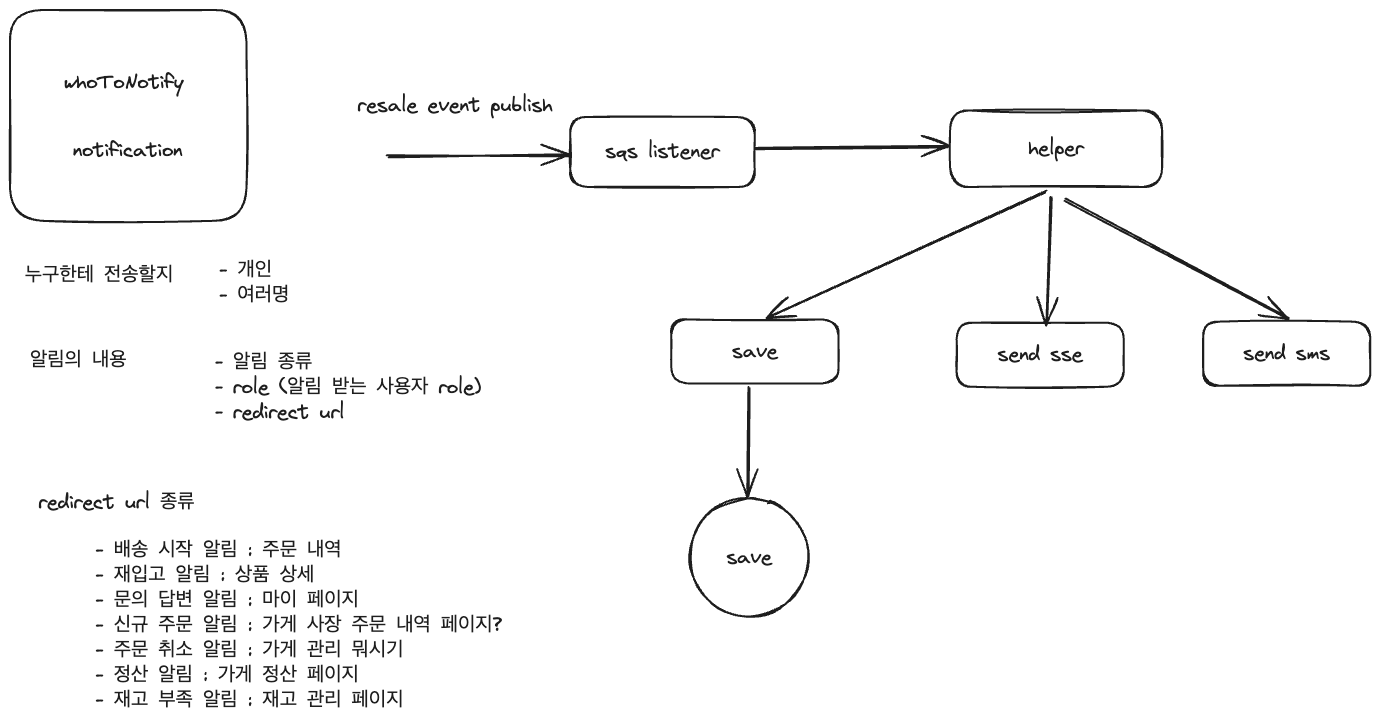 whoToNotify
notification
resale event publish
sqs listener
helper
save
send sse
send sms
save
누구한테 전송할지
- 개인
- 여러명
알림의 내용
- 알림 종류
- role (알림 받는 사용자 role)
- redirect url
redirect url 종류
- 배송 시작 알림 ; 주문 내역
- 재입고 알림 ; 상품 상세
- 문의 답변 알림 ; 마이 페이지
- 신규 주문 알림 ; 가게 사장 주문 내역 페이지?
- 주문 취소 알림 ; 가게 관리 뭐시기
- 정산 알림 ; 가게 정산 페이지
- 재고 부족 알림 ; 재고 관리 페이지